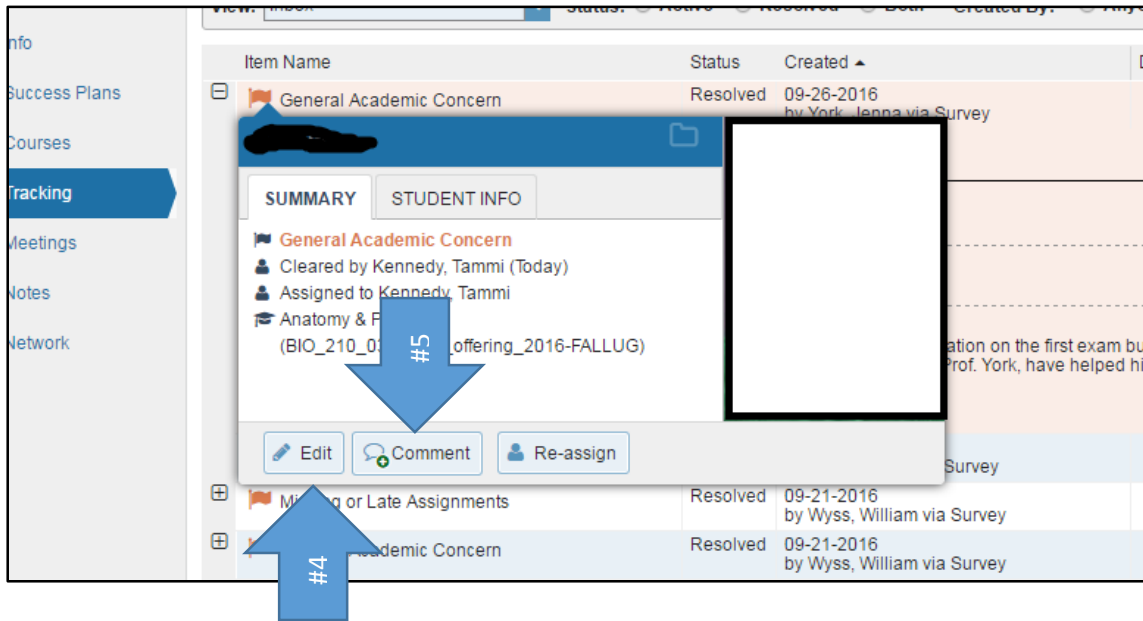 View: Inbox Status: Active Resolved Both Created By:
nfo
Success Plans
Courses
Tracking
Meetings
Notes
Network
Item Name Status Created
General Academic Concern Resolved 09-26-2016
by York, Jenna via Survey
SUMMARY STUDENT INFO
General Academic Concern
Cleared by Kennedy, Tammi (Today)
Assigned to Kennedy, Tammi
Anatomy &
(BIO_210_0 offering_2016-FALLUG)
#5
ation on the first exam bu
Prof. York, have helped hi
Edit Comment Re-assign
Survey
or Late Assignments Resolved 09-21-2016
by Wyss, William via Survey
#4
Concern Resolved 09-21-2016
by Wyss, William via Survey